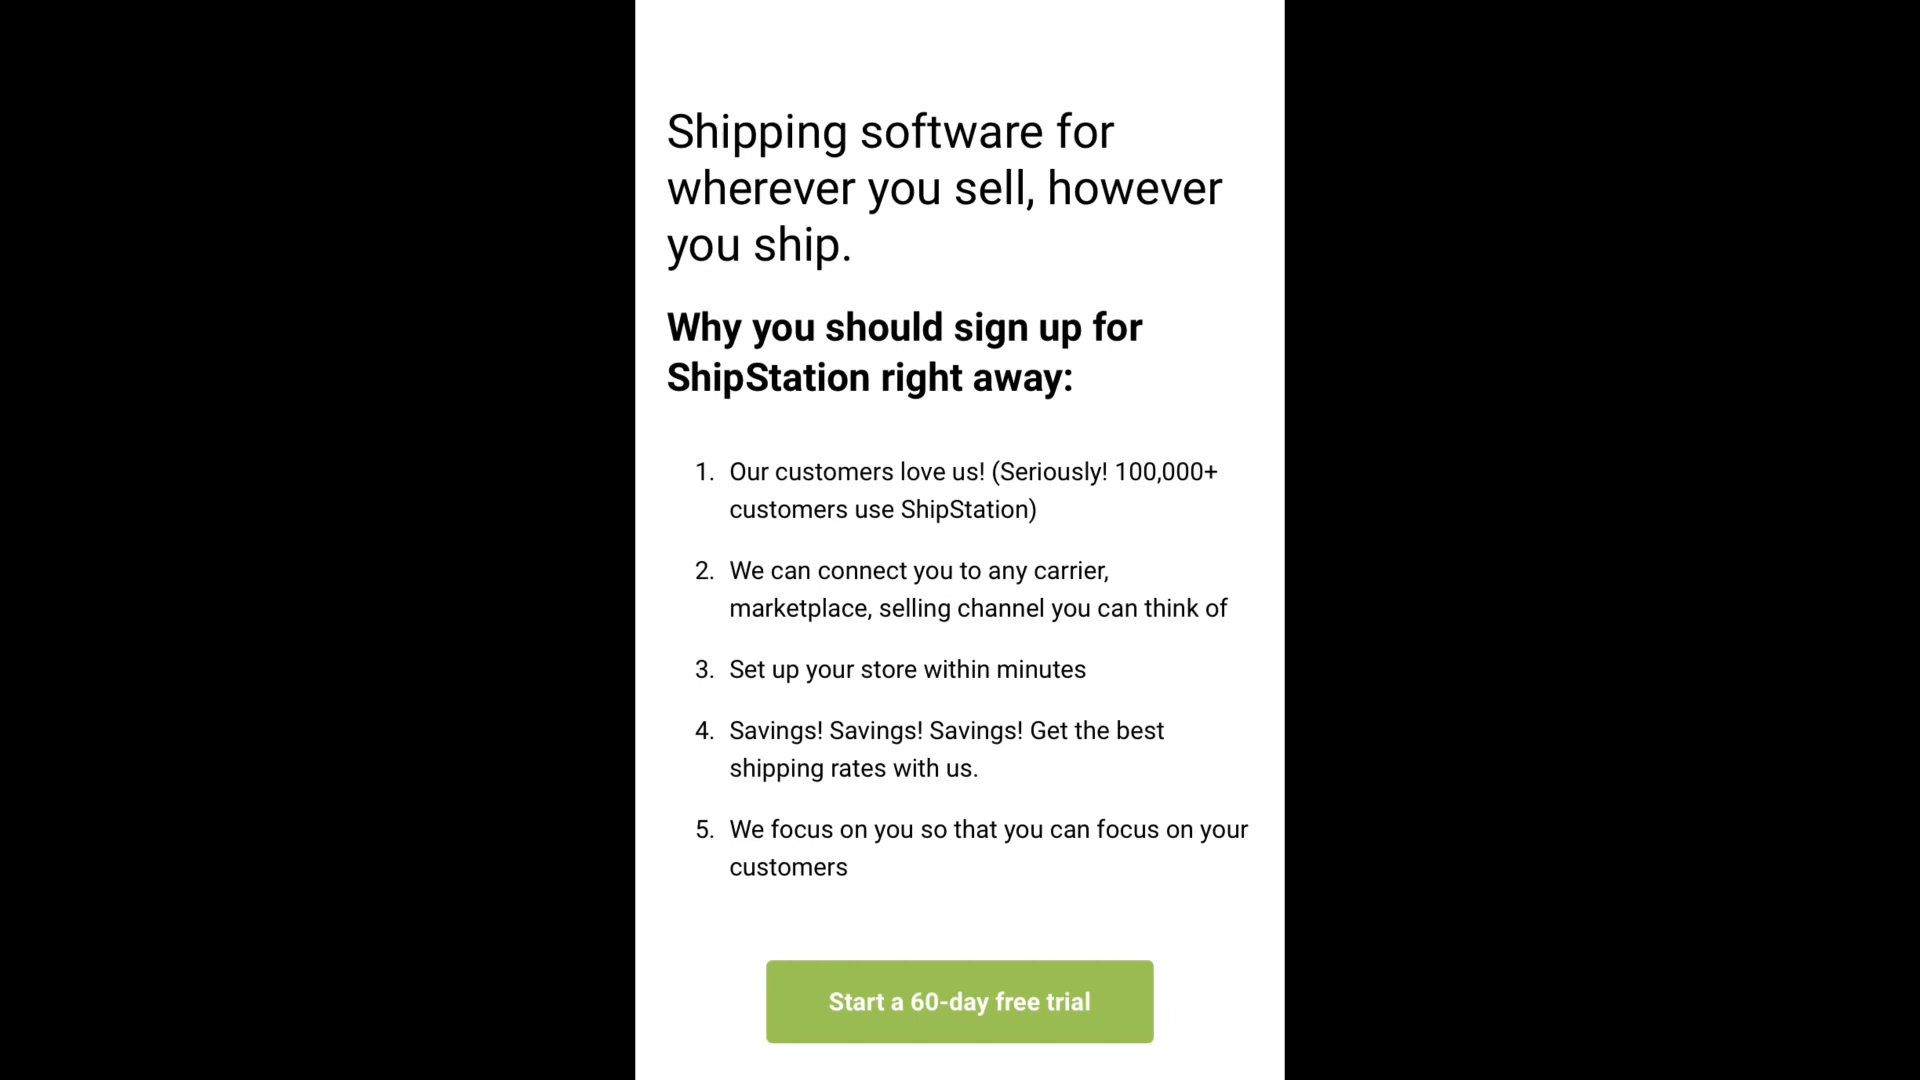 Shipping software for
wherever you sell, however
you ship.
Why you should sign up for
ShipStation right away:
1. Our customers love us! (Seriously! 100,000+
customers use ShipStation)
2. We can connect you to any carrier,
marketplace, selling channel you can think of
3. Set up your store within minutes
4. Savings! Savings! Savings! Get the best
shipping rates with us.
5. We focus on you so that you can focus on your
customers
Start a 60-day free trial